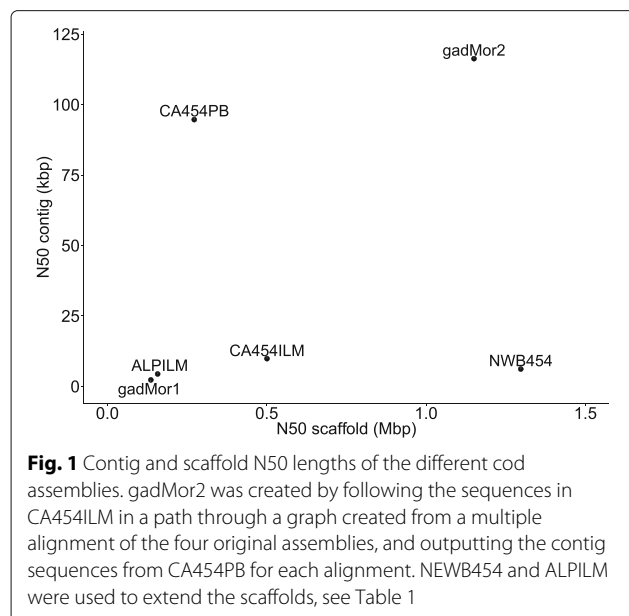 125
100
75
50
25
0
N50 contig (kbp)
gadMor2
CA454PB
CA454ILM
NWB454
ALPILM
gadMor1
0.0 0.5 1.0 1.5
N50 scaffold (Mbp)
Fig. 1 Contig and scaffold N50 lengths of the different cod
assemblies. gadMor2 was created by following the sequences in
CA454ILM in a path through a graph created from a multiple
alignment of the four original assemblies, and outputting the contig
sequences from CA454PB for each alignment. NEWB454 and ALPILM
were used to extend the scaffolds, see Table 1